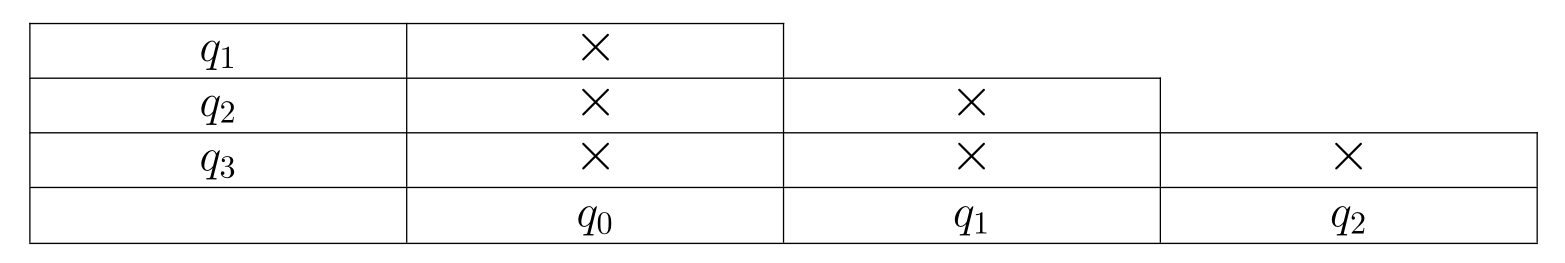 q₁ ×
q₂ × ×
q₃ × × ×
q₀ q₁ q₂